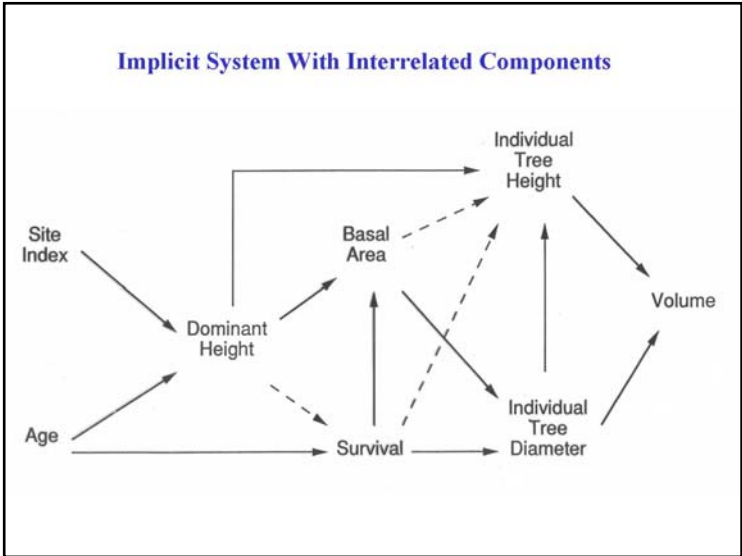 Implicit System With Interrelated Components
Individual
Tree
Height
Site
Index
Basal
Area
Volume
Dominant
Height
Age
Survival
Individual
Tree
Diameter